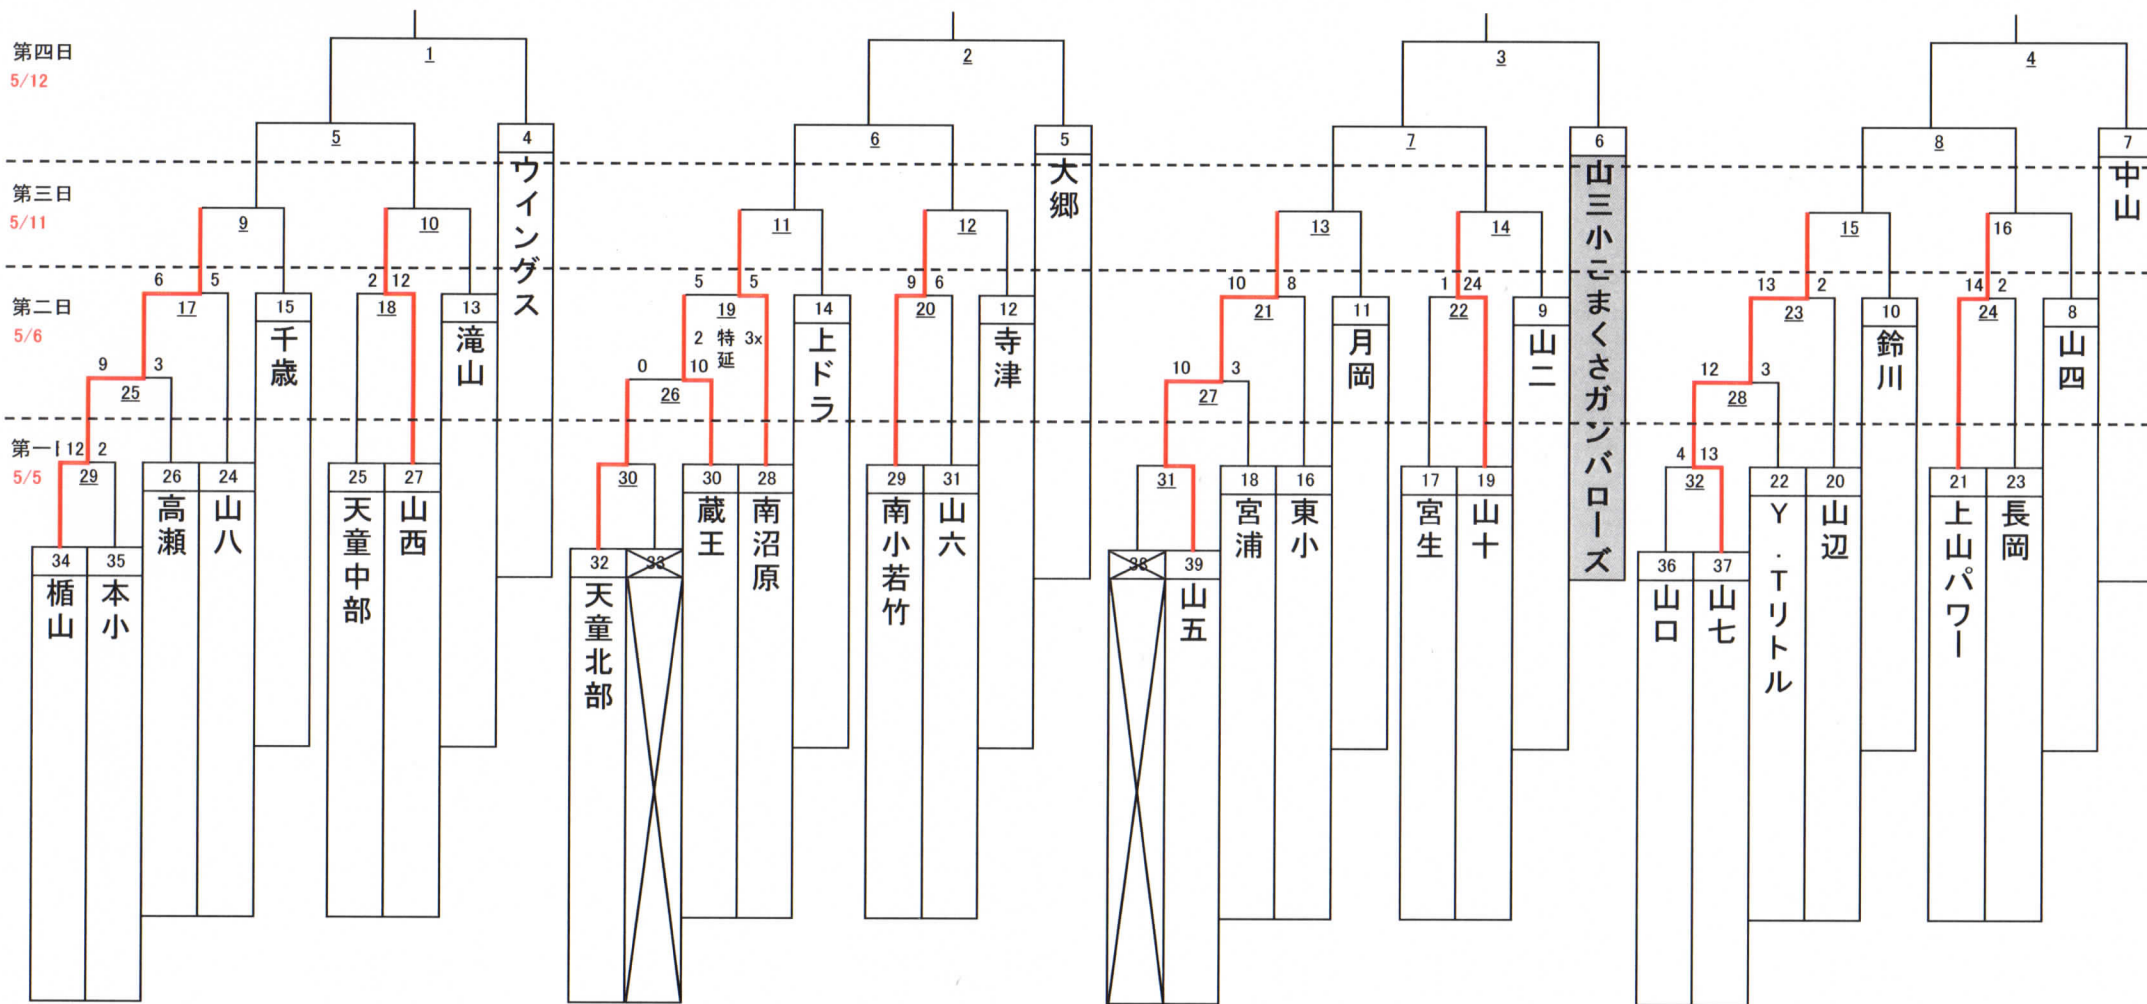 第四日
5/12
1
2
3
4
5
6
7
8
4
ウイングス
5
大郷
6
山三小こまくさガンバローズ
7
中山
第三日
5/11
9
10
11
12
13
14
15
16
第二日
5/6
6 5
17
2 12
18
5 5
19
2 特延 3x
9 6
20
10 8
21
1 24
22
13 2
23
14 2
24
15
千歳
13
滝山
14
上ドラ
12
寺津
11
月岡
9
山二
10
鈴川
8
山四
9 3
25
0 10
26
10 3
27
12 3
28
第一
5/5
12 2
29
30
31
4 13
32
26
高瀬
24
山八
25
天童中部
27
山西
30
蔵王
28
南沼原
29
南小若竹
31
山六
18
宮浦
16
東小
17
宮生
19
山十
22
Y.Tリトル
20
山辺
21
上山パワー
23
長岡
34
楯山
35
本小
32
天童北部
33
38
39
山五
36
山口
37
山七